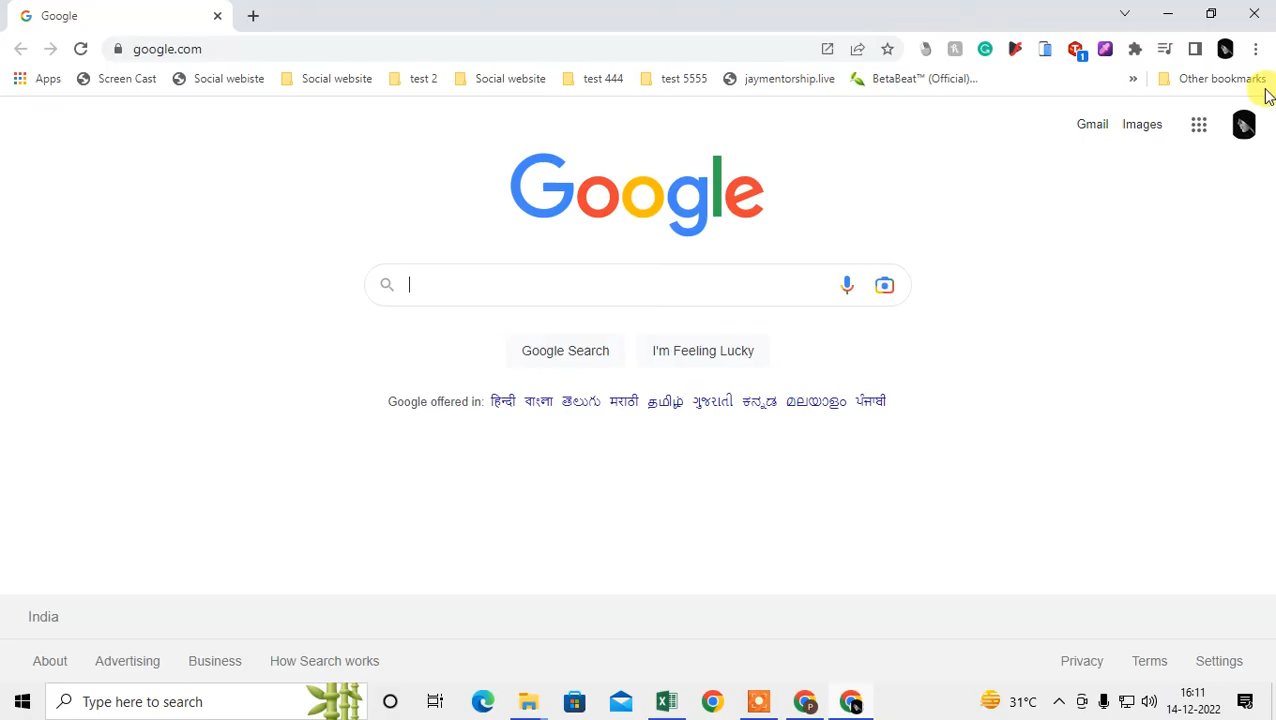 Google
google.com
Apps Screen Cast Social webiste Social website test 2 Social website test 444 test 5555 jaymentorship.live BetaBeat™ (Official)... » Other bookmarks
1
Gmail Images
Google
Google Search I'm Feeling Lucky
Google offered in: हिन्दी বাংলা తెలుగు मराठी தமிழ் ગુજરાતી ಕನ್ನಡ മലയാളം ਪੰਜਾਬੀ
India
About Advertising Business How Search works Privacy Terms Settings
Type here to search 31°C 16:11
14-12-2022